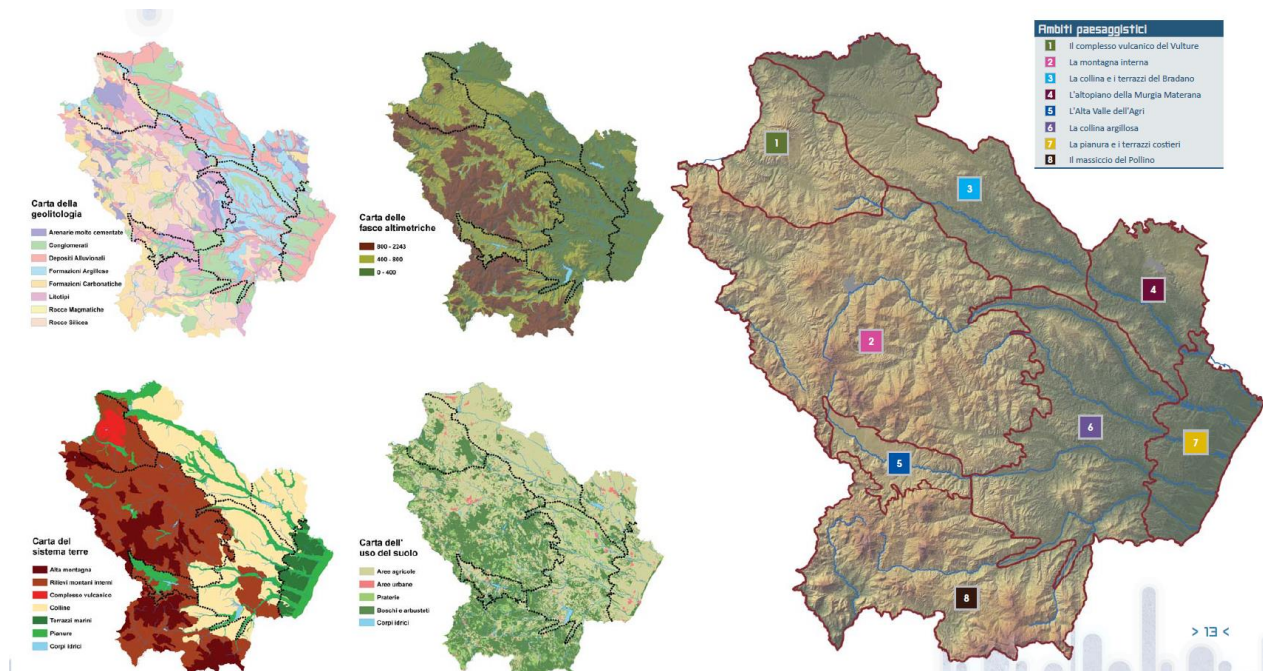 Carta della
geolitologia
Arenarie molto cementate
Conglomerati
Depositi Alluvionali
Formazioni Argillose
Formazioni Carbonatiche
Litotipi
Rocce Magmatiche
Rocce Silicee
Carta delle
fasce altimetriche
800 - 2243
400 - 800
0 - 400
Carta del
sistema terre
Alta montagna
Rilievi montani interni
Complesso vulcanico
Colline
Terrazzi marini
Pianure
Corpi idrici
Carta dell'
uso del suolo
Aree agricole
Aree urbane
Praterie
Boschi e arbusteti
Corpi idrici
Ambiti paesaggistici
1 Il complesso vulcanico del Vulture
2 La montagna interna
3 La collina e i terrazzi del Bradano
4 L'altopiano della Murgia Materana
5 L'Alta Valle dell'Agri
6 La collina argillosa
7 La pianura e i terrazzi costieri
8 Il massiccio del Pollino
1
3
4
2
6
7
5
8
> 13 <